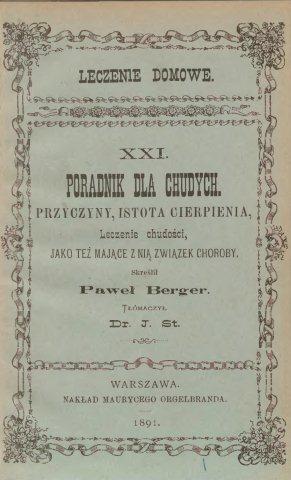 LECZENIE DOMOWE.
XXI.
PORADNIK DLA CHUDYCH.
PRZYCZYNY, ISTOTA CIERPIENIA,
Leczenie chudości,
JAKO TEŻ MAJĄCE Z NIĄ ZWIĄZEK CHOROBY.
Skreślił
Paweł Berger.
TŁÓMACZYŁ
Dr. J. St.
WARSZAWA.
NAKŁAD MAURYCEGO ORGELBRANDA.
1891.